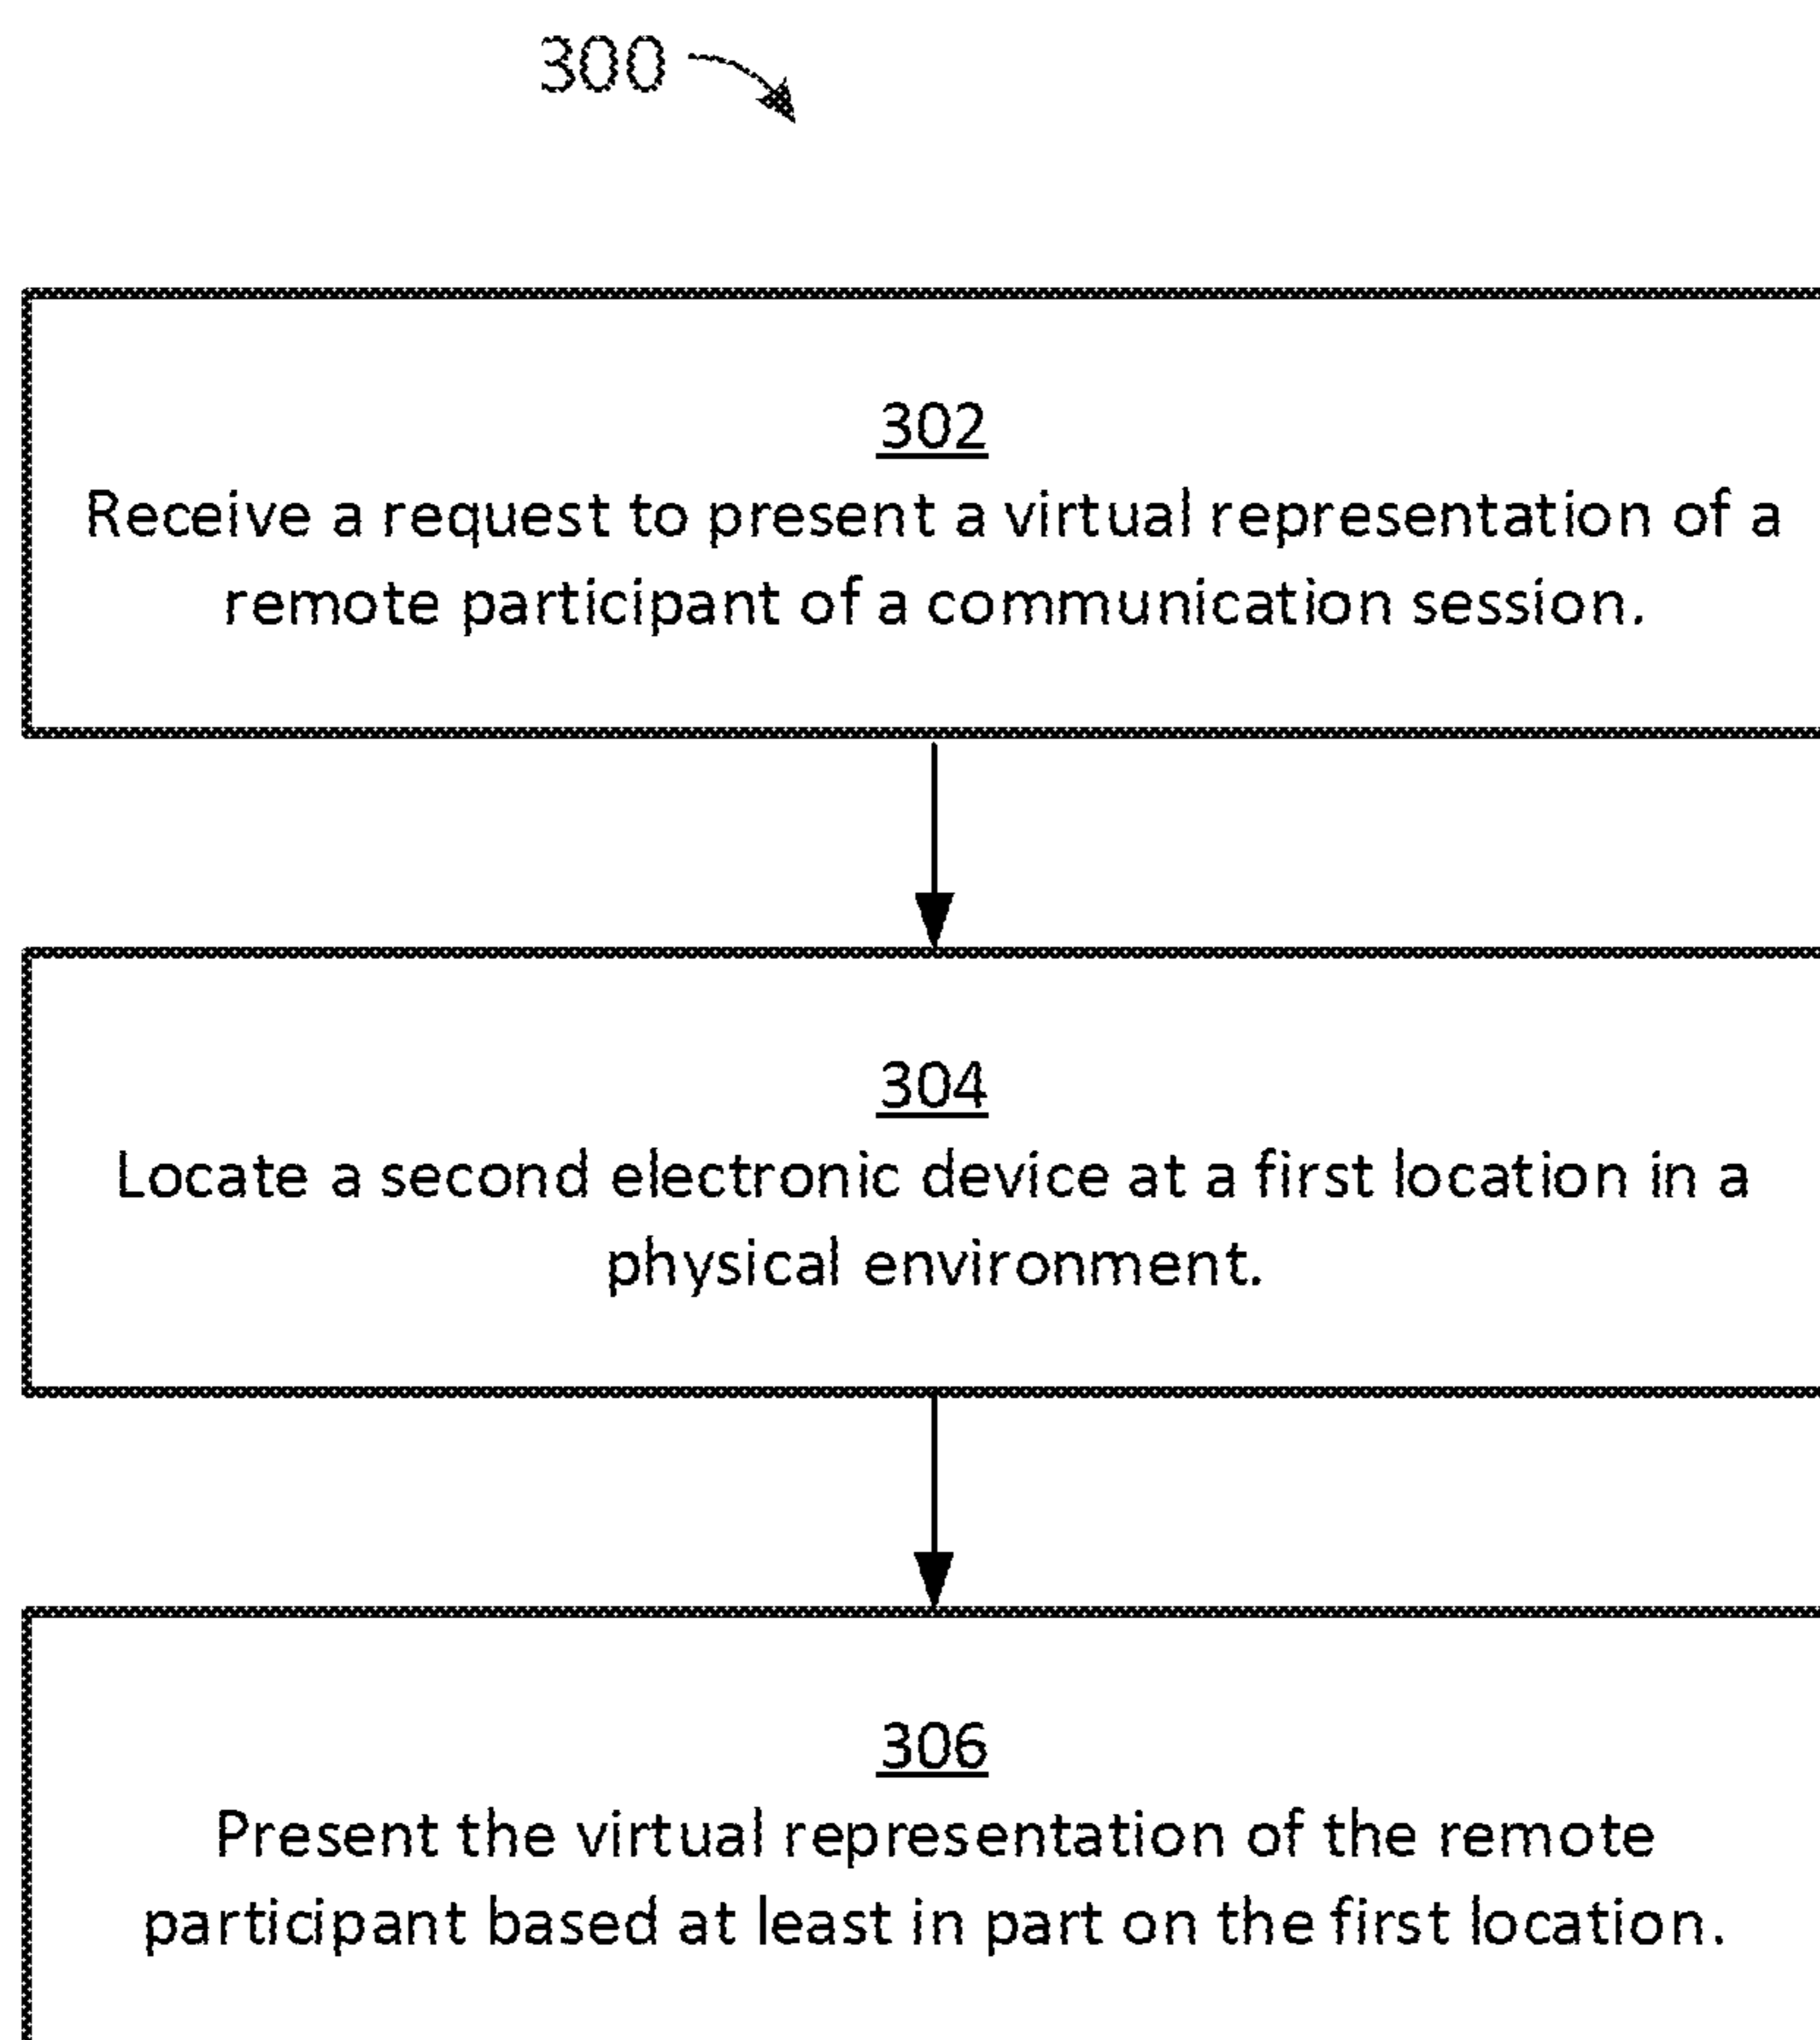 300
302
Receive a request to present a virtual representation of a
remote participant of a communication session.
304
Locate a second electronic device at a first location in a
physical environment.
306
Present the virtual representation of the remote
participant based at least in part on the first location.